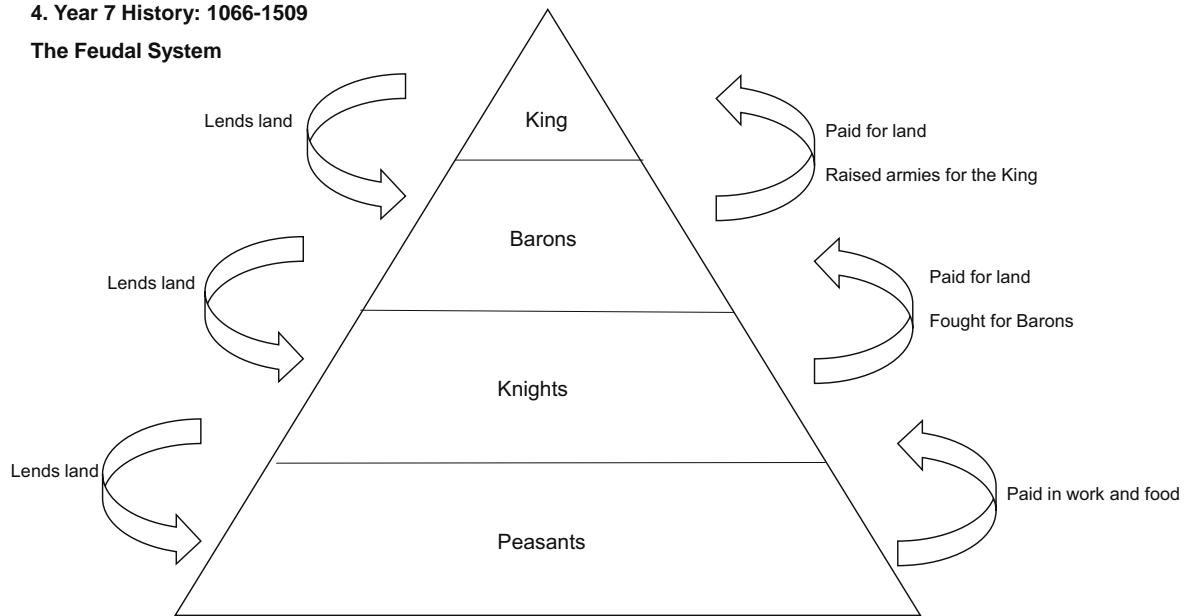 4. Year 7 History: 1066-1509
The Feudal System
Lends land
King
Paid for land
Raised armies for the King
Barons
Lends land
Paid for land
Fought for Barons
Knights
Lends land
Paid in work and food
Peasants